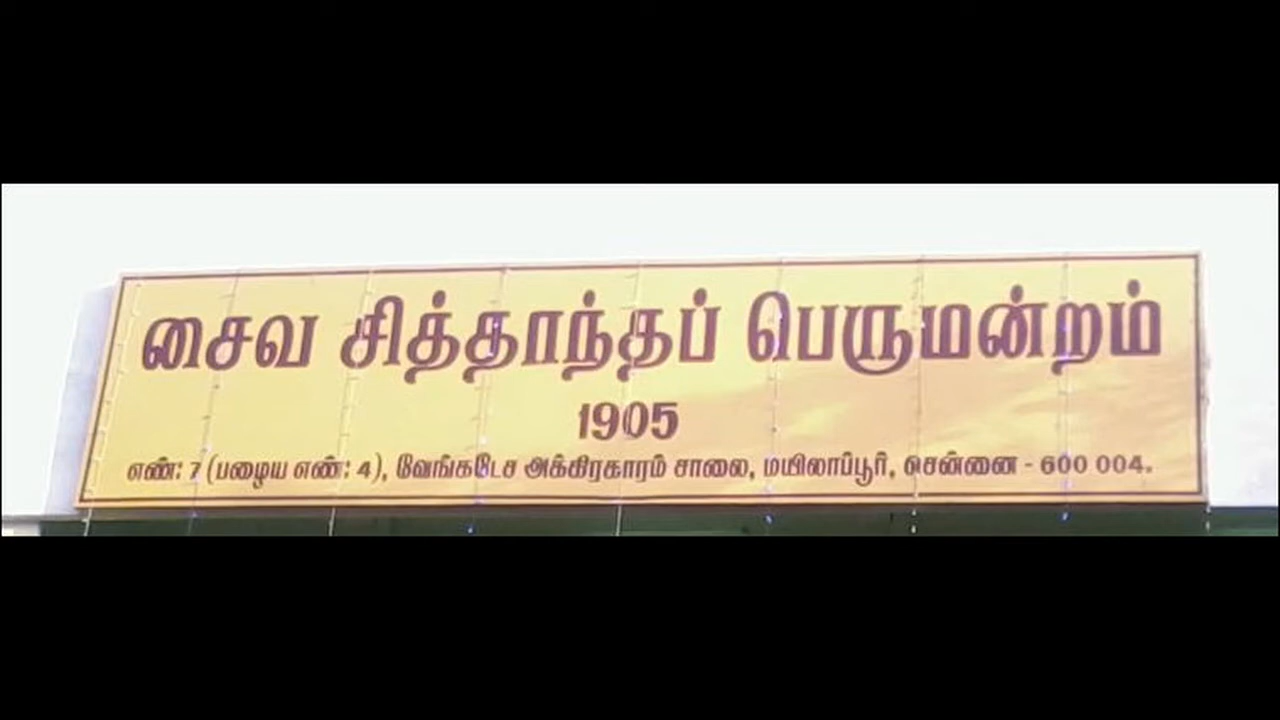 சைவ சித்தாந்தப் பெருமன்றம்
1905
எண்: 7 (பழைய எண்: 4), வேங்கடேச அக்கிரகாரம் சாலை, மயிலாப்பூர், சென்னை - 600 004.